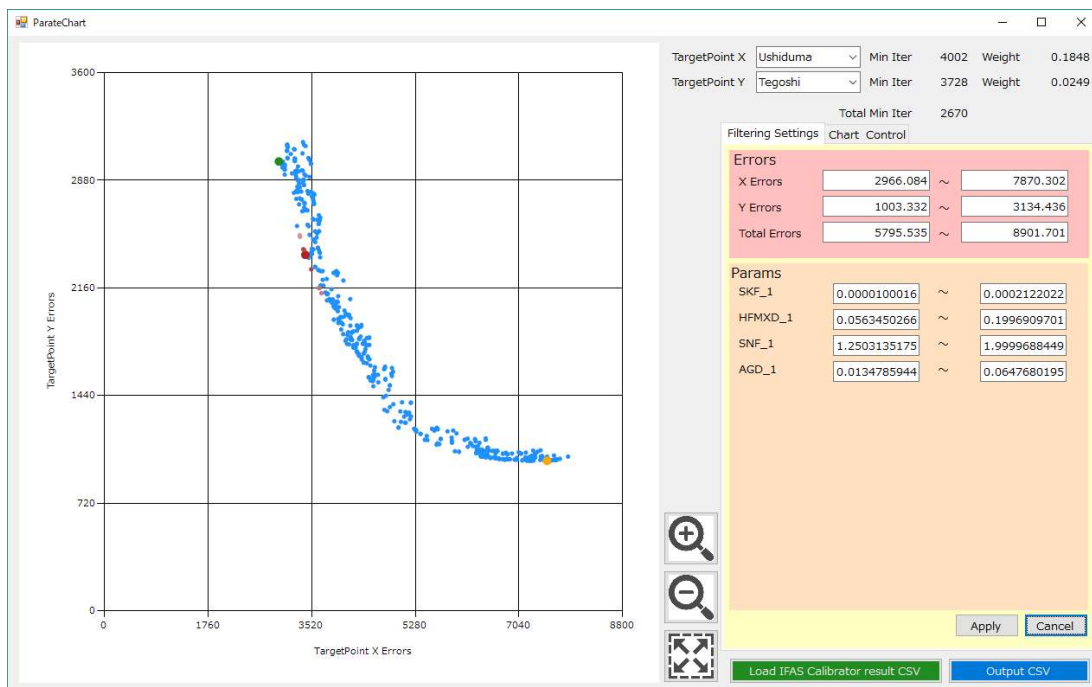 ParateChart
TargetPoint X Ushiduma Min Iter 4002 Weight 0.1848
TargetPoint Y Tegoshi Min Iter 3728 Weight 0.0249
Total Min Iter 2670
Filtering Settings Chart Control
Errors
X Errors 2966.084 ～ 7870.302
Y Errors 1003.332 ～ 3134.436
Total Errors 5795.535 ～ 8901.701
Params
SKF_1 0.0000100016 ～ 0.0002122022
HFMXD_1 0.0563450266 ～ 0.1996909701
SNF_1 1.2503135175 ～ 1.9999688449
AGD_1 0.0134785944 ～ 0.0647680195
Apply Cancel
Load IFAS Calibrator result CSV Output CSV
TargetPoint Y Errors
3600
2880
2160
1440
720
0
0 1760 3520 5280 7040 8800
TargetPoint X Errors